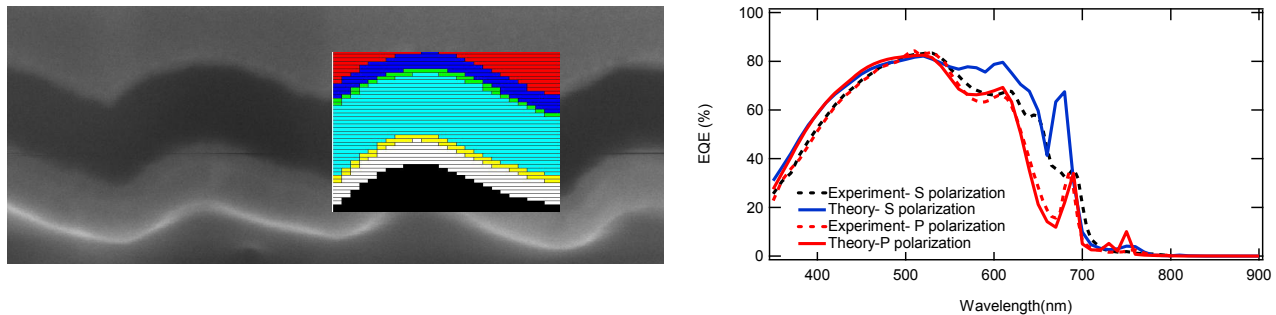 100
80
60
40
20
0
EQE (%)
Experiment- S polarization
Theory- S polarization
Experiment- P polarization
Theory-P polarization
400 500 600 700 800 900
Wavelength(nm)